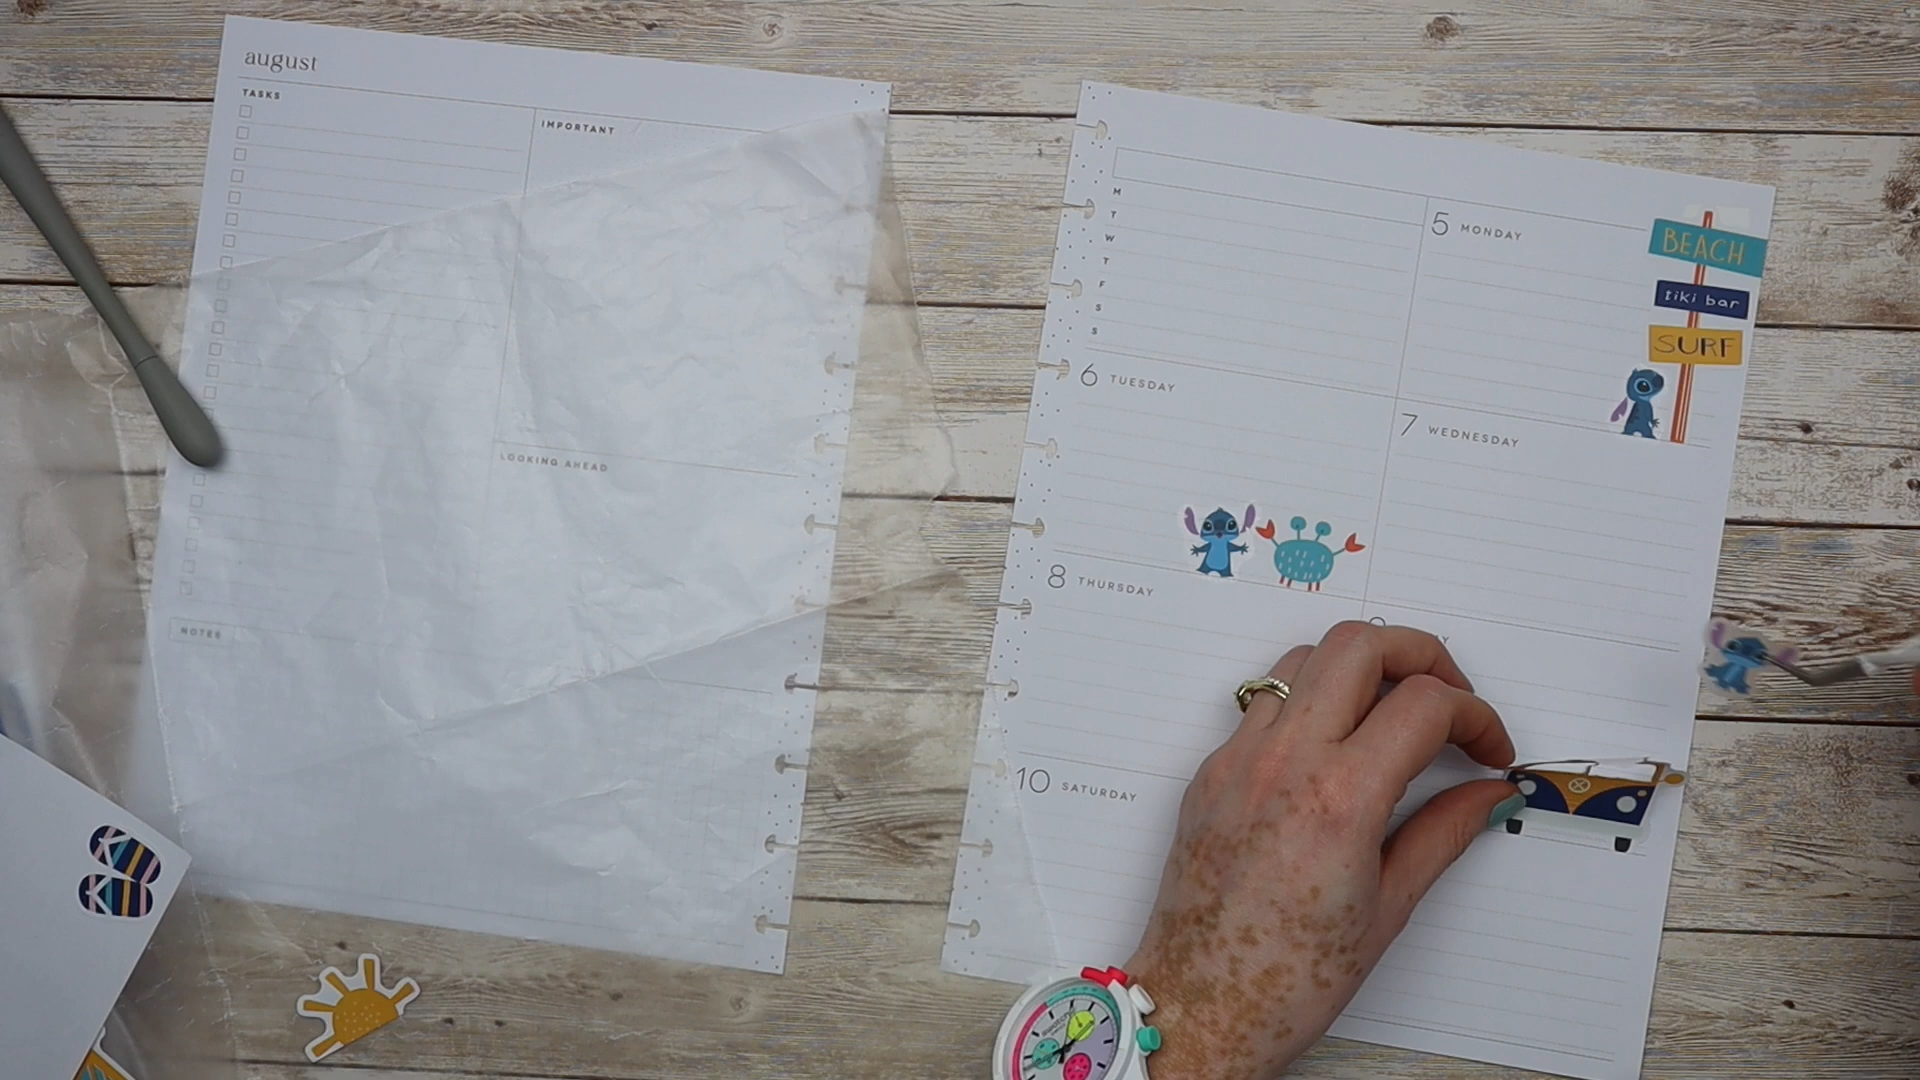 august
TASKS
IMPORTANT
LOOKING AHEAD
NOTES
M
T
W
T
F
S
S
5 MONDAY
BEACH
tiki bar
SURF
6 TUESDAY
7 WEDNESDAY
8 THURSDAY
10 SATURDAY
swatch